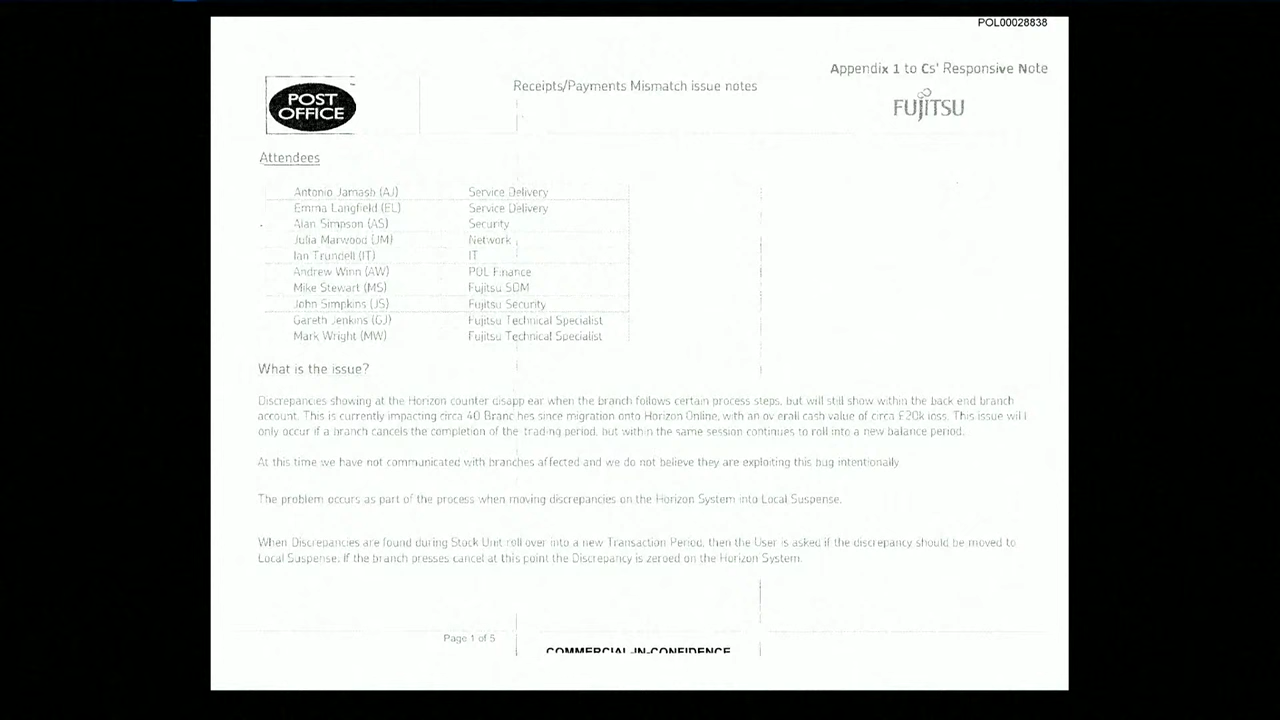 POL00028838
Appendix 1 to Cs' Responsive Note
POST OFFICE
Receipts/Payments Mismatch issue notes
FUJITSU
Attendees
Antonio Jamasb (AJ) Service Delivery
Emma Langfield (EL) Service Delivery
Alan Simpson (AS) Security
Julia Marwood (JM) Network
Ian Trundell (IT) IT
Andrew Winn (AW) POL Finance
Mike Stewart (MS) Fujitsu SDM
John Simpkins (JS) Fujitsu Security
Gareth Jenkins (GJ) Fujitsu Technical Specialist
Mark Wright (MW) Fujitsu Technical Specialist
What is the issue?
Discrepancies showing at the Horizon counter disapp ear when the branch follows certain process steps, but will still show within the back end branch
account. This is currently impacting circa 40 Branc hes since migration onto Horizon Online, with an ov erall cash value of circa £20k loss. This issue will
only occur if a branch cancels the completion of the trading period, but within the same session continues to roll into a new balance period.
At this time we have not communicated with branches affected and we do not believe they are exploiting this bug intentionally
The problem occurs as part of the process when moving discrepancies on the Horizon System into Local Suspense.
When Discrepancies are found during Stock Unit roll over into a new Transaction Period, then the User is asked if the discrepancy should be moved to
Local Suspense. If the branch presses cancel at this point the Discrepancy is zeroed on the Horizon System.
Page 1 of 5
COMMERCIAL-IN-CONFIDENCE